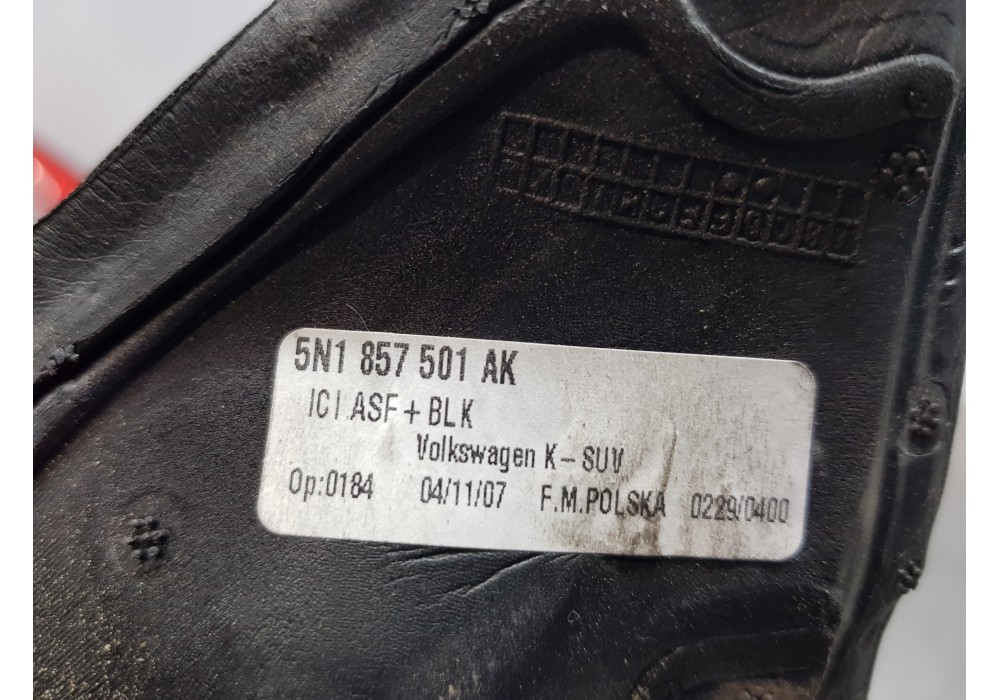 5N1 857 501 AK
ICI.ASF + BLK
Volkswagen K-SUV
Op:0184 04/11/07 F.M.POLSKA 0229/0400